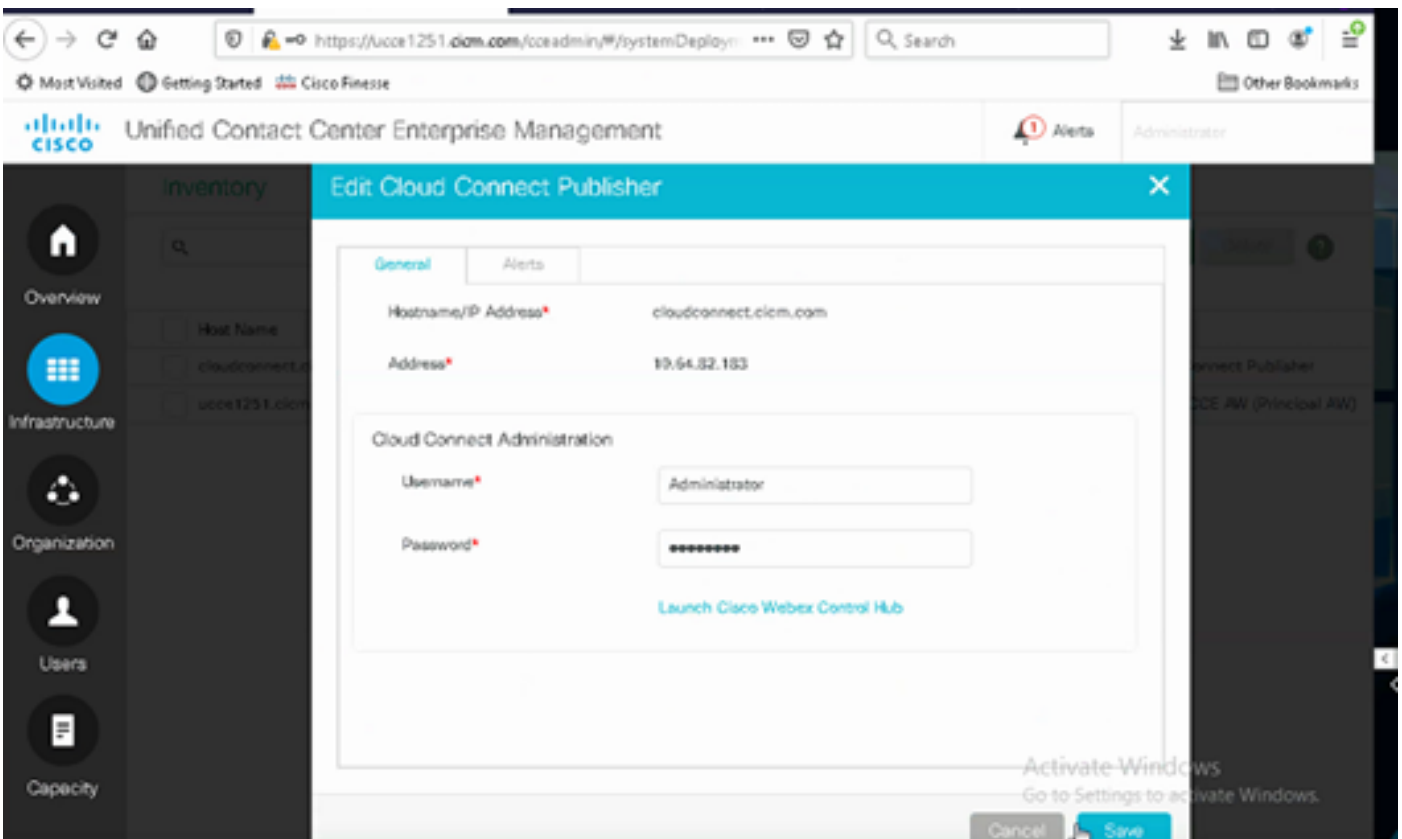 https://ucce1251.cicm.com/cceadmin/#/systemDeploym ••• Search
Most Visited Getting Started Cisco Finesse Other Bookmarks
CISCO Unified Contact Center Enterprise Management 1 Alerts Administrator
Inventory Edit Cloud Connect Publisher
General Alerts
Overview
Hostname/IP Address* cloudconnect.cicm.com
Host Name
Address* 10.64.82.183
cloudconnect.c onnect Publisher
ucce1251.cicm CCE AW (Principal AW)
Infrastructure
Cloud Connect Administration
Username* Administrator
Organization
Password* ••••••••
Launch Cisco Webex Control Hub
Users
Activate Windows
Capacity
Go to Settings to activate Windows.
Cancel Save